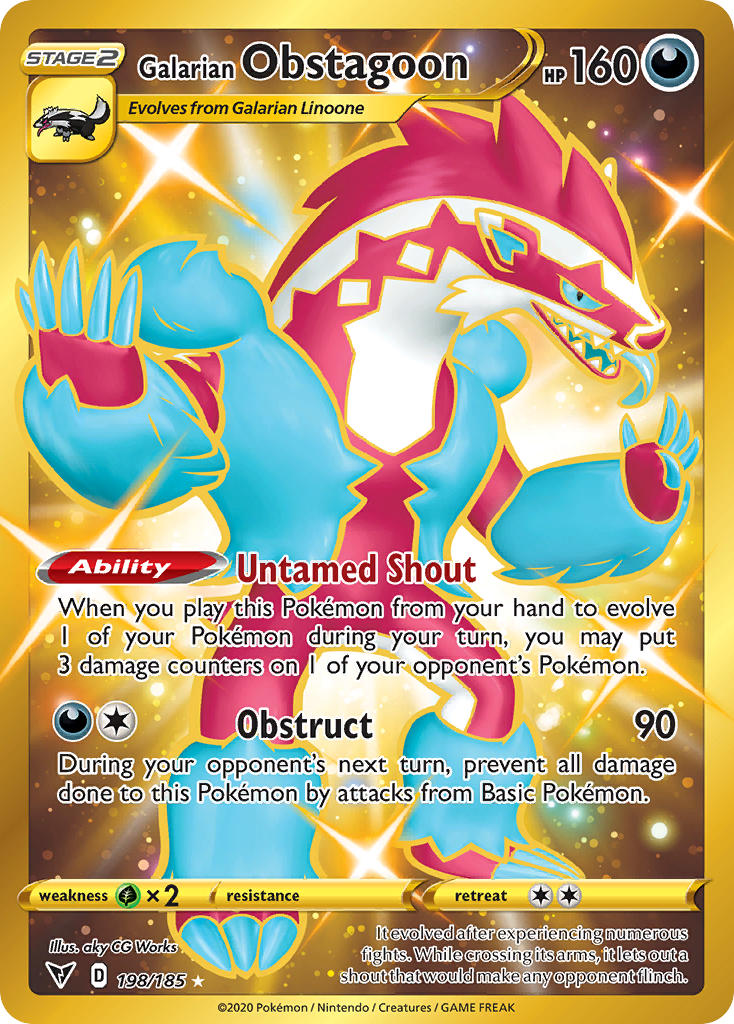 STAGE2
Galarian Obstagoon
HP 160
Evolves from Galarian Linoone
Ability Untamed Shout
When you play this Pokémon from your hand to evolve
1 of your Pokémon during your turn, you may put
3 damage counters on 1 of your opponent's Pokémon.
Obstruct 90
During your opponent's next turn, prevent all damage
done to this Pokémon by attacks from Basic Pokémon.
weakness ×2 resistance retreat
Illus. aky CG Works
It evolved after experiencing numerous
fights. While crossing its arms, it lets out a
shout that would make any opponent flinch.
D 198/185 ★
©2020 Pokémon / Nintendo / Creatures / GAME FREAK